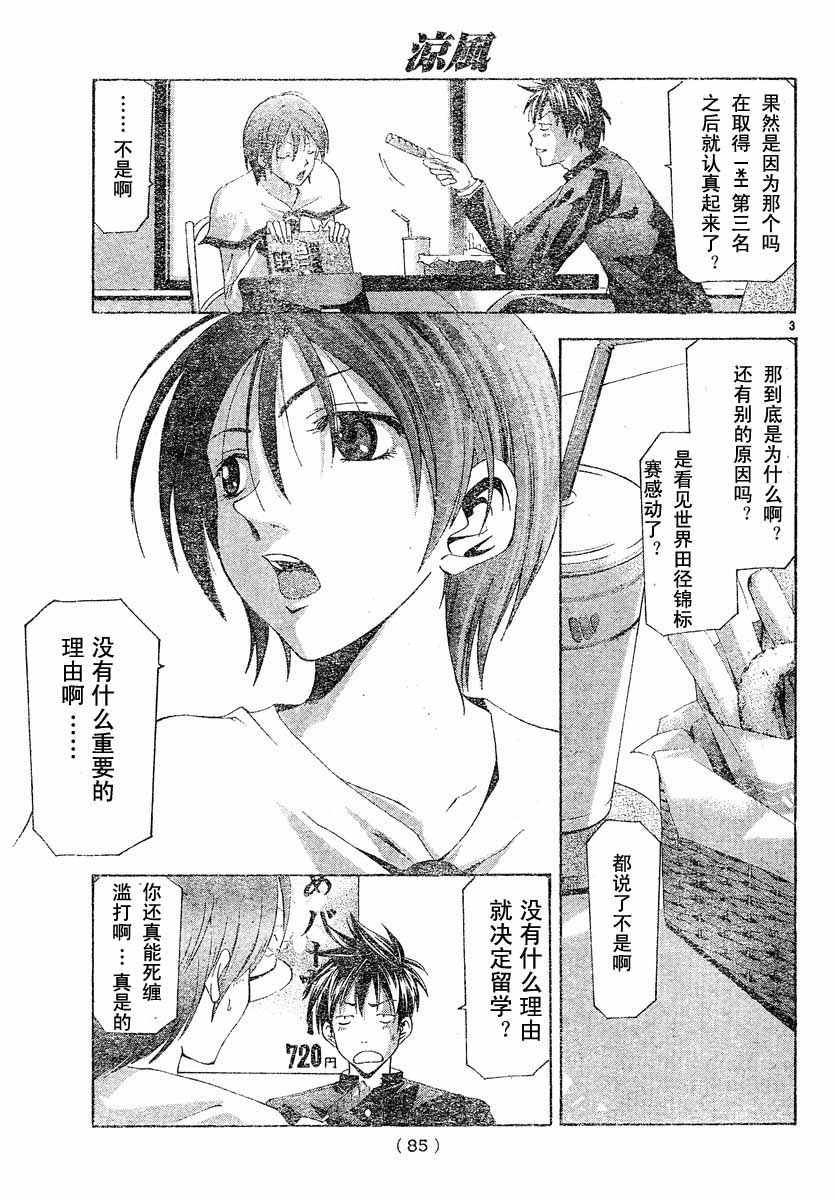 涼風
果然是因为那个吗
在取得I*H第三名
之后就认真起来了？
……
不是啊
3
那到底是为什么啊？
还有别的原因吗？
是看见世界田径锦标
赛感动了？
都说了不是啊
没有什么重要的
理由啊……
没有什么理由
就决定留学？
720円
你还真能死缠
滥打啊…真是的
（85）